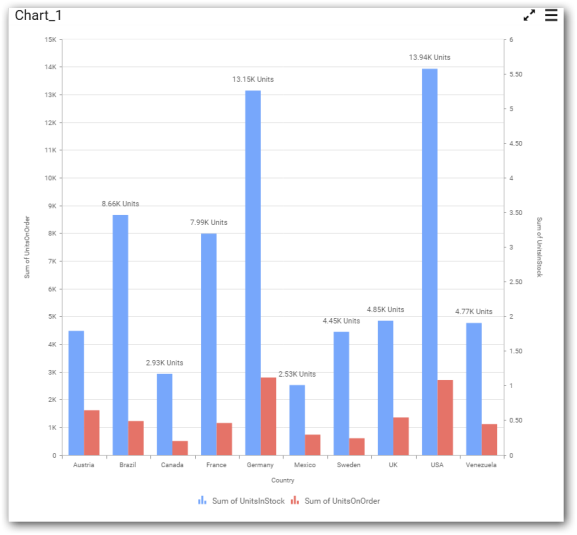 Chart_1
15K
14K
13K
12K
11K
10K
9K
8K
7K
6K
5K
4K
3K
2K
1K
0
Sum of UnitsOnOrder
8.66K Units
2.93K Units
7.99K Units
13.15K Units
2.53K Units
4.45K Units
4.85K Units
13.94K Units
4.77K Units
6
5.50
5
4.50
4
3.50
3
2.50
2
1.50
1
0.50
0
Sum of UnitsInStock
Austria Brazil Canada France Germany Mexico Sweden UK USA Venezuela
Country
Sum of UnitsInStock Sum of UnitsOnOrder